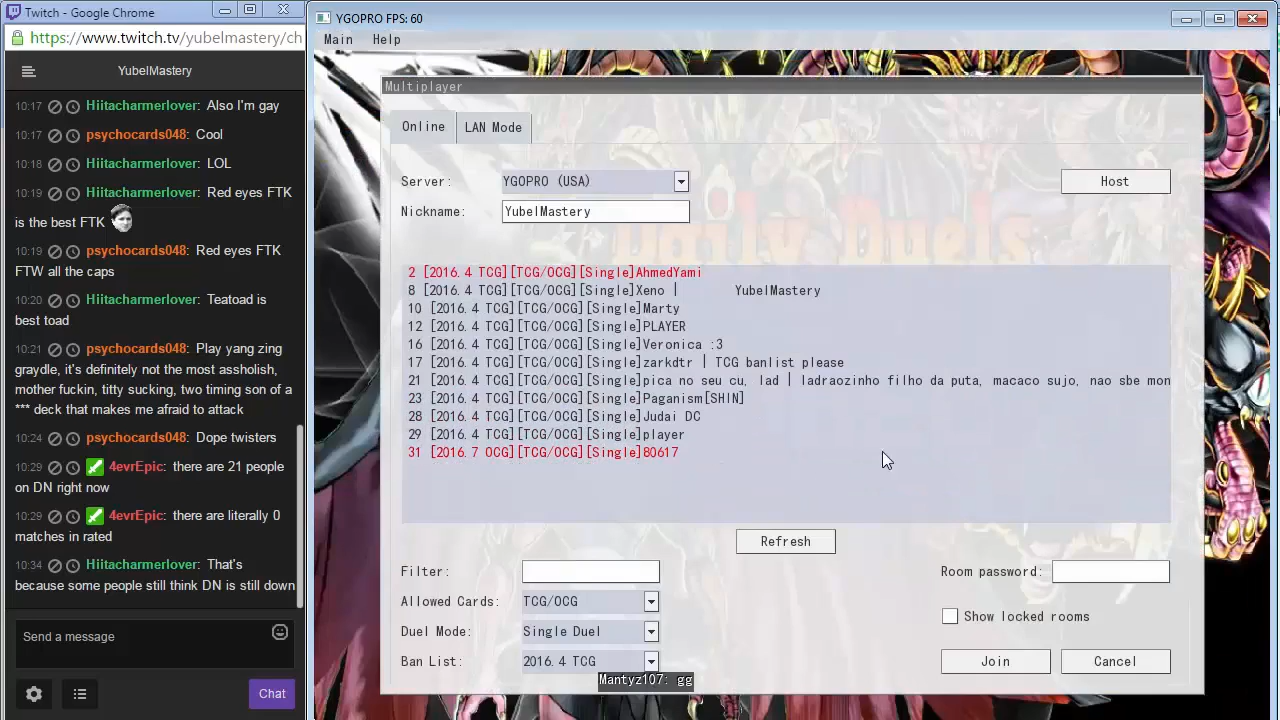 Twitch - Google Chrome
https://www.twitch.tv/yubelmastery/ch
YubelMastery
10:17 Hiitacharmerlover: Also I'm gay
10:17 psychocards048: Cool
10:18 Hiitacharmerlover: LOL
10:19 Hiitacharmerlover: Red eyes FTK
is the best FTK
10:19 psychocards048: Red eyes FTK
FTW all the caps
10:20 Hiitacharmerlover: Teatoad is
best toad
10:21 psychocards048: Play yang zing
graydle, it's definitely not the most assholish,
mother fuckin, titty sucking, two timing son of a
*** deck that makes me afraid to attack
10:24 psychocards048: Dope twisters
10:29 4evrEpic: there are 21 people
on DN right now
10:29 4evrEpic: there are literally 0
matches in rated
10:34 Hiitacharmerlover: That's
because some people still think DN is still down
Send a message
Chat
YGOPRO FPS: 60
Main Help
Multiplayer
Online LAN Mode
Server: YGOPRO (USA) Host
Nickname: YubelMastery
Daily Duels
2 [2016.4 TCG][TCG/OCG][Single]AhmedYami
8 [2016.4 TCG][TCG/OCG][Single]Xeno | YubelMastery
10 [2016.4 TCG][TCG/OCG][Single]Marty
12 [2016.4 TCG][TCG/OCG][Single]PLAYER
16 [2016.4 TCG][TCG/OCG][Single]Veronica :3
17 [2016.4 TCG][TCG/OCG][Single]zarkdtr | TCG banlist please
21 [2016.4 TCG][TCG/OCG][Single]pica no seu cu, lad | ladraozinho filho da puta, macaco sujo, nao sbe mon
23 [2016.4 TCG][TCG/OCG][Single]Paganism[SHIN]
28 [2016.4 TCG][TCG/OCG][Single]Judai DC
29 [2016.4 TCG][TCG/OCG][Single]player
31 [2016.7 OCG][TCG/OCG][Single]80617
Refresh
Filter: Room password:
Allowed Cards: TCG/OCG
Show locked rooms
Duel Mode: Single Duel
Ban List: 2016.4 TCG Join Cancel
Mantyz107: gg